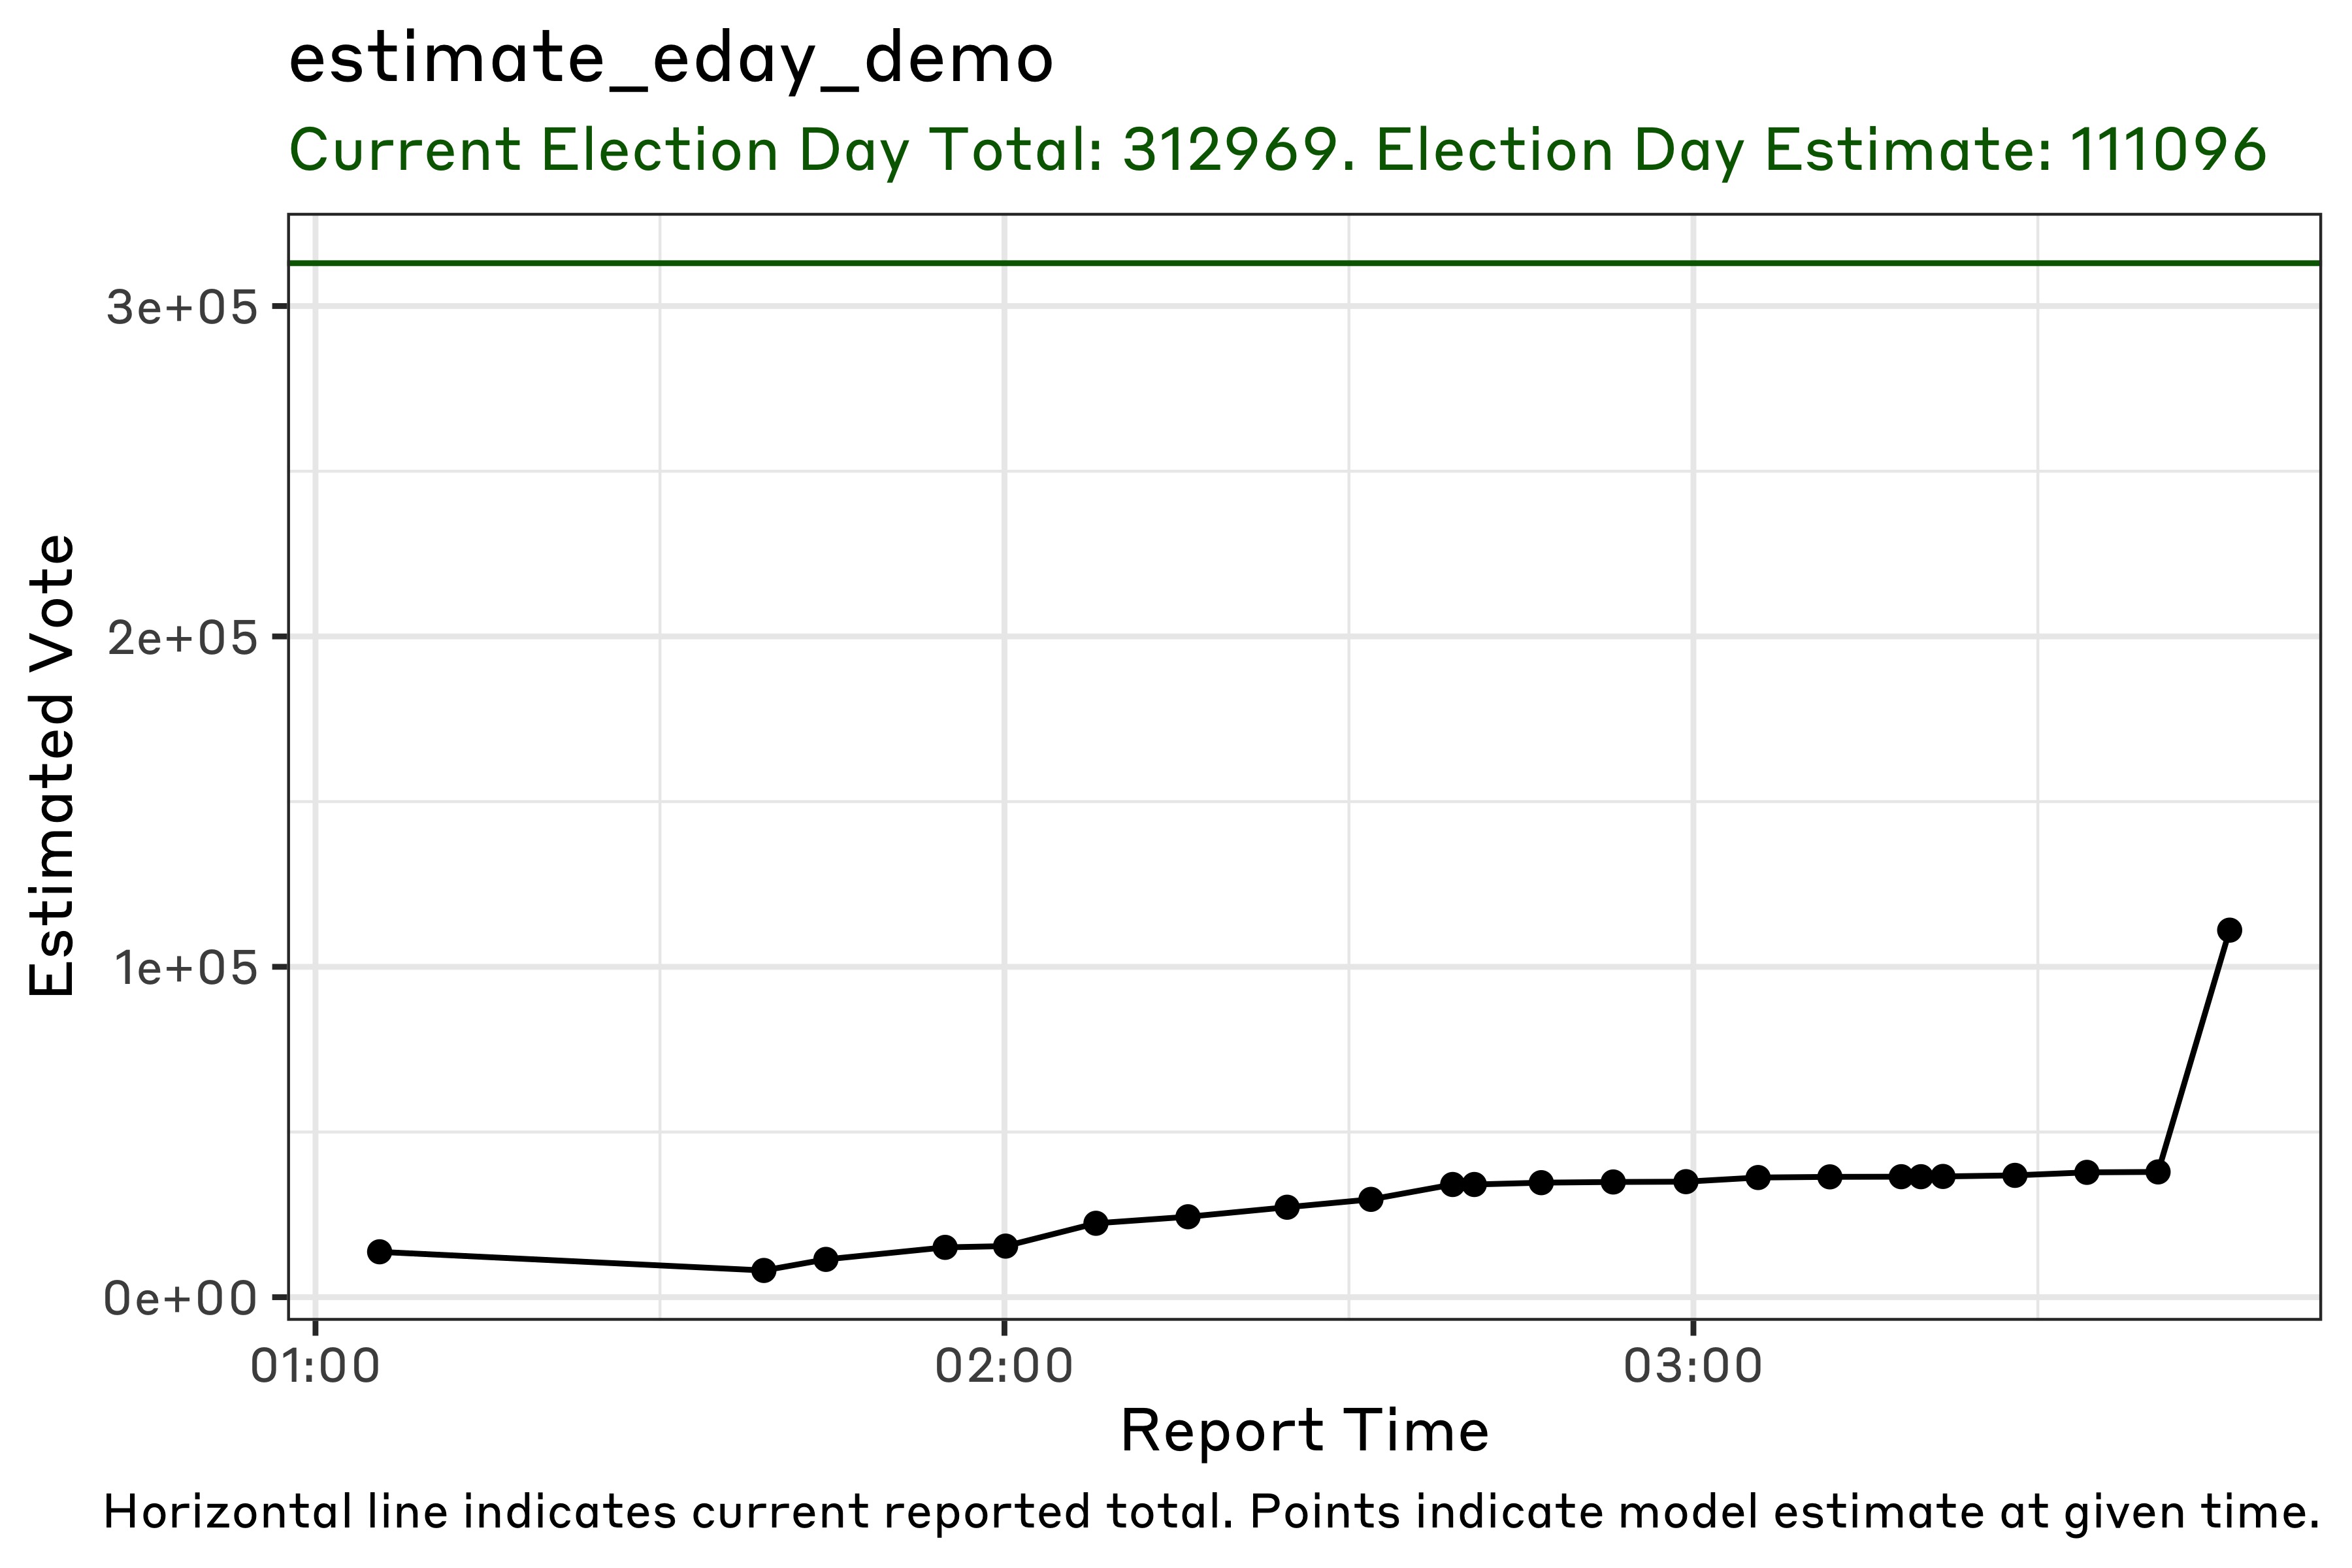 estimate_eday_demo
Current Election Day Total: 312969. Election Day Estimate: 111096
Estimated Vote
3e+05
2e+05
1e+05
0e+00
01:00 02:00 03:00
Report Time
Horizontal line indicates current reported total. Points indicate model estimate at given time.